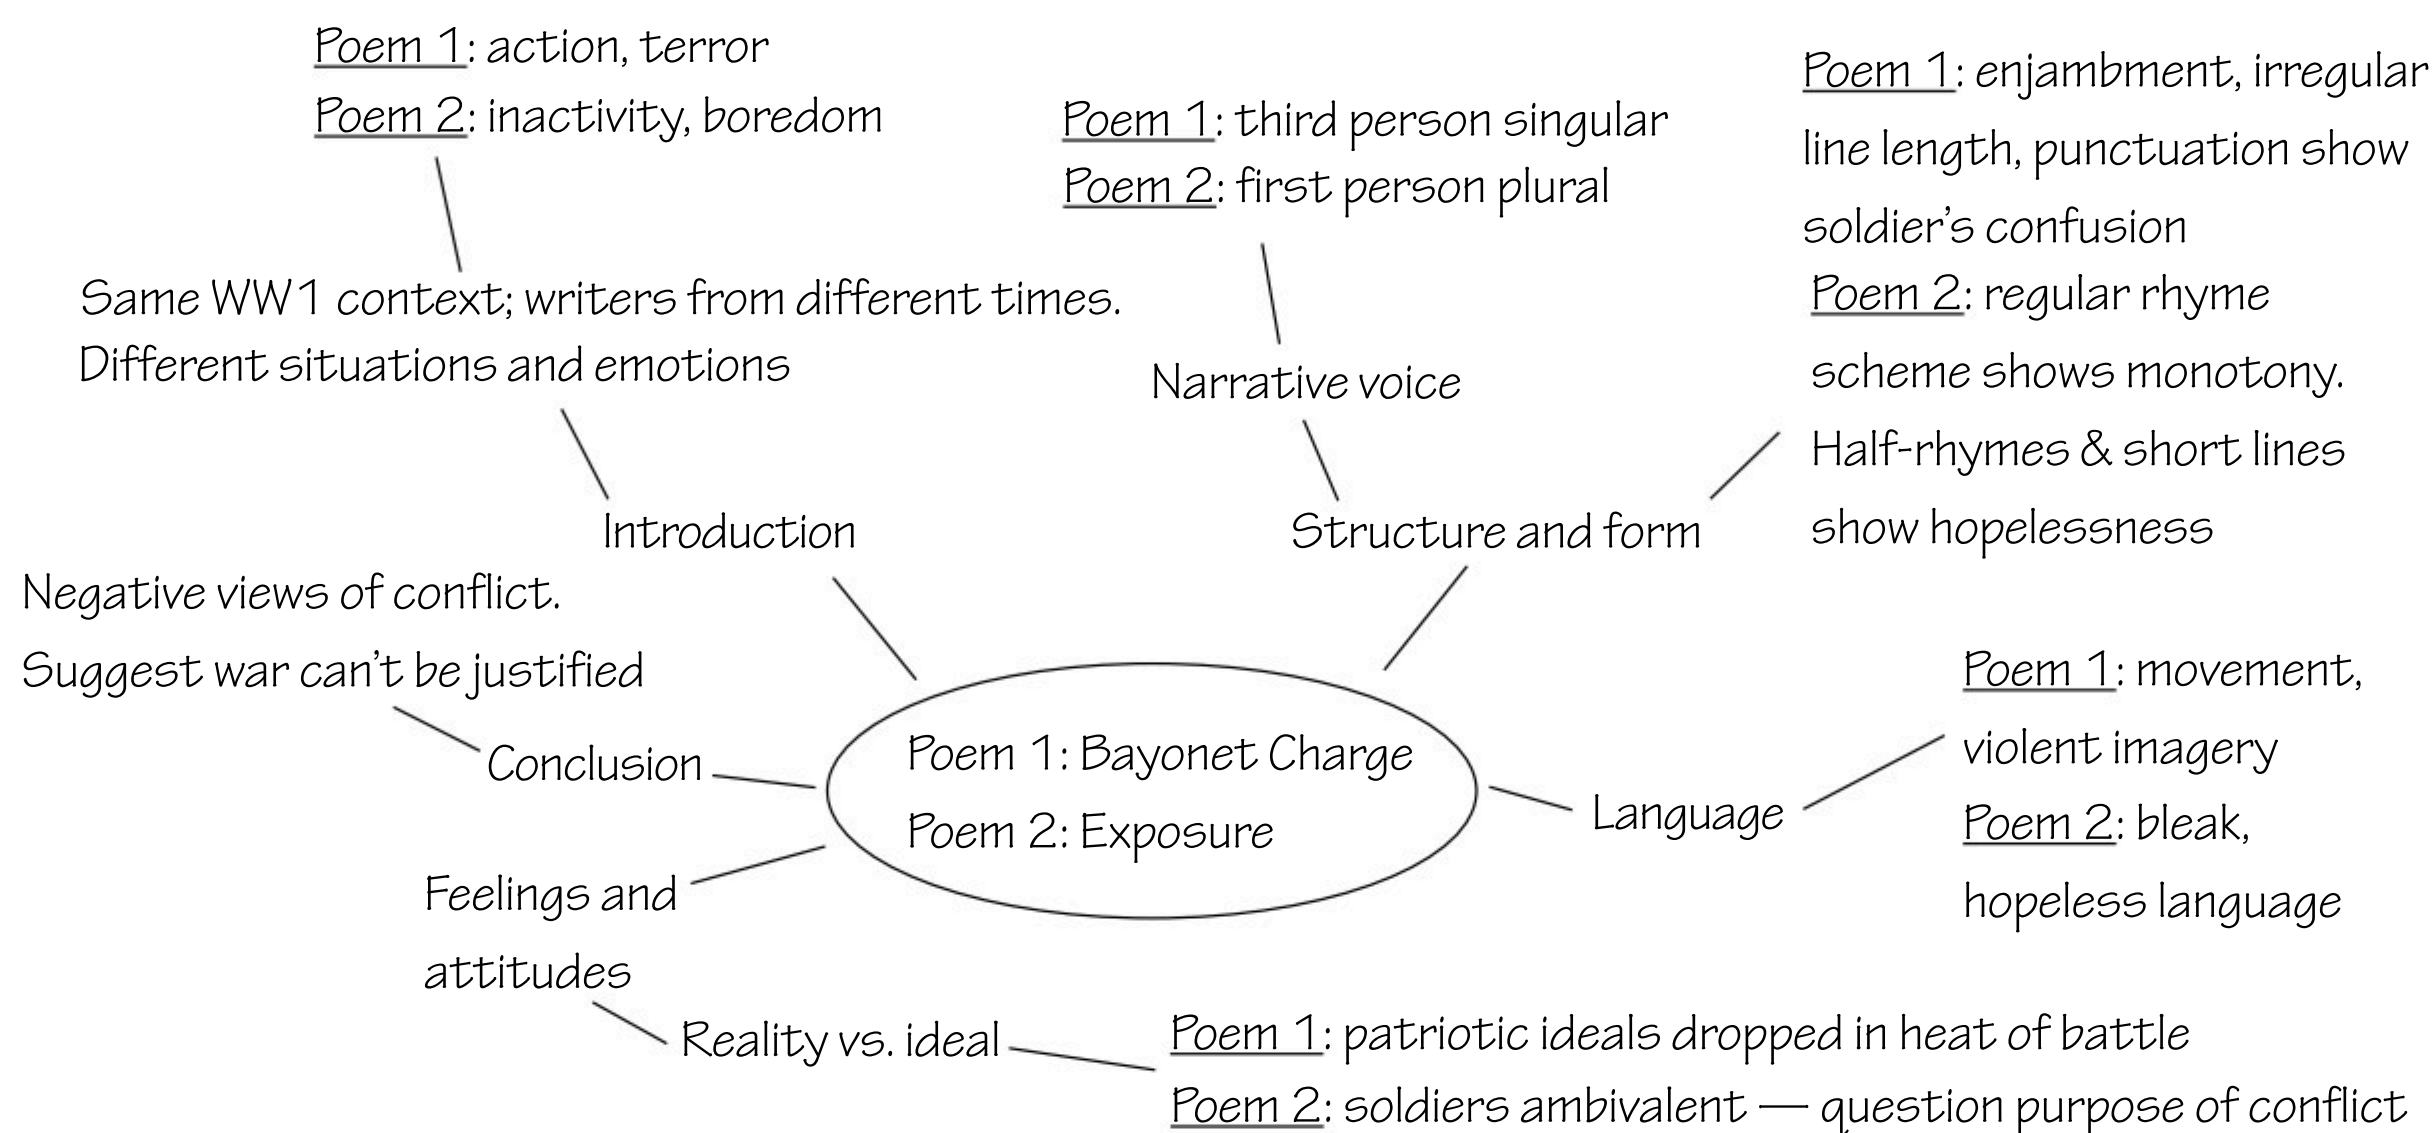 Poem 1: action, terror
Poem 2: inactivity, boredom
Same WW1 context; writers from different times.
Different situations and emotions
Introduction
Poem 1: third person singular
Poem 2: first person plural
Narrative voice
Structure and form
Poem 1: enjambment, irregular
line length, punctuation show
soldier's confusion
Poem 2: regular rhyme
scheme shows monotony.
Half-rhymes & short lines
show hopelessness
Negative views of conflict.
Suggest war can't be justified
Conclusion
Poem 1: Bayonet Charge
Poem 2: Exposure
Language
Poem 1: movement,
violent imagery
Poem 2: bleak,
hopeless language
Feelings and
attitudes
Reality vs. ideal
Poem 1: patriotic ideals dropped in heat of battle
Poem 2: soldiers ambivalent — question purpose of conflict